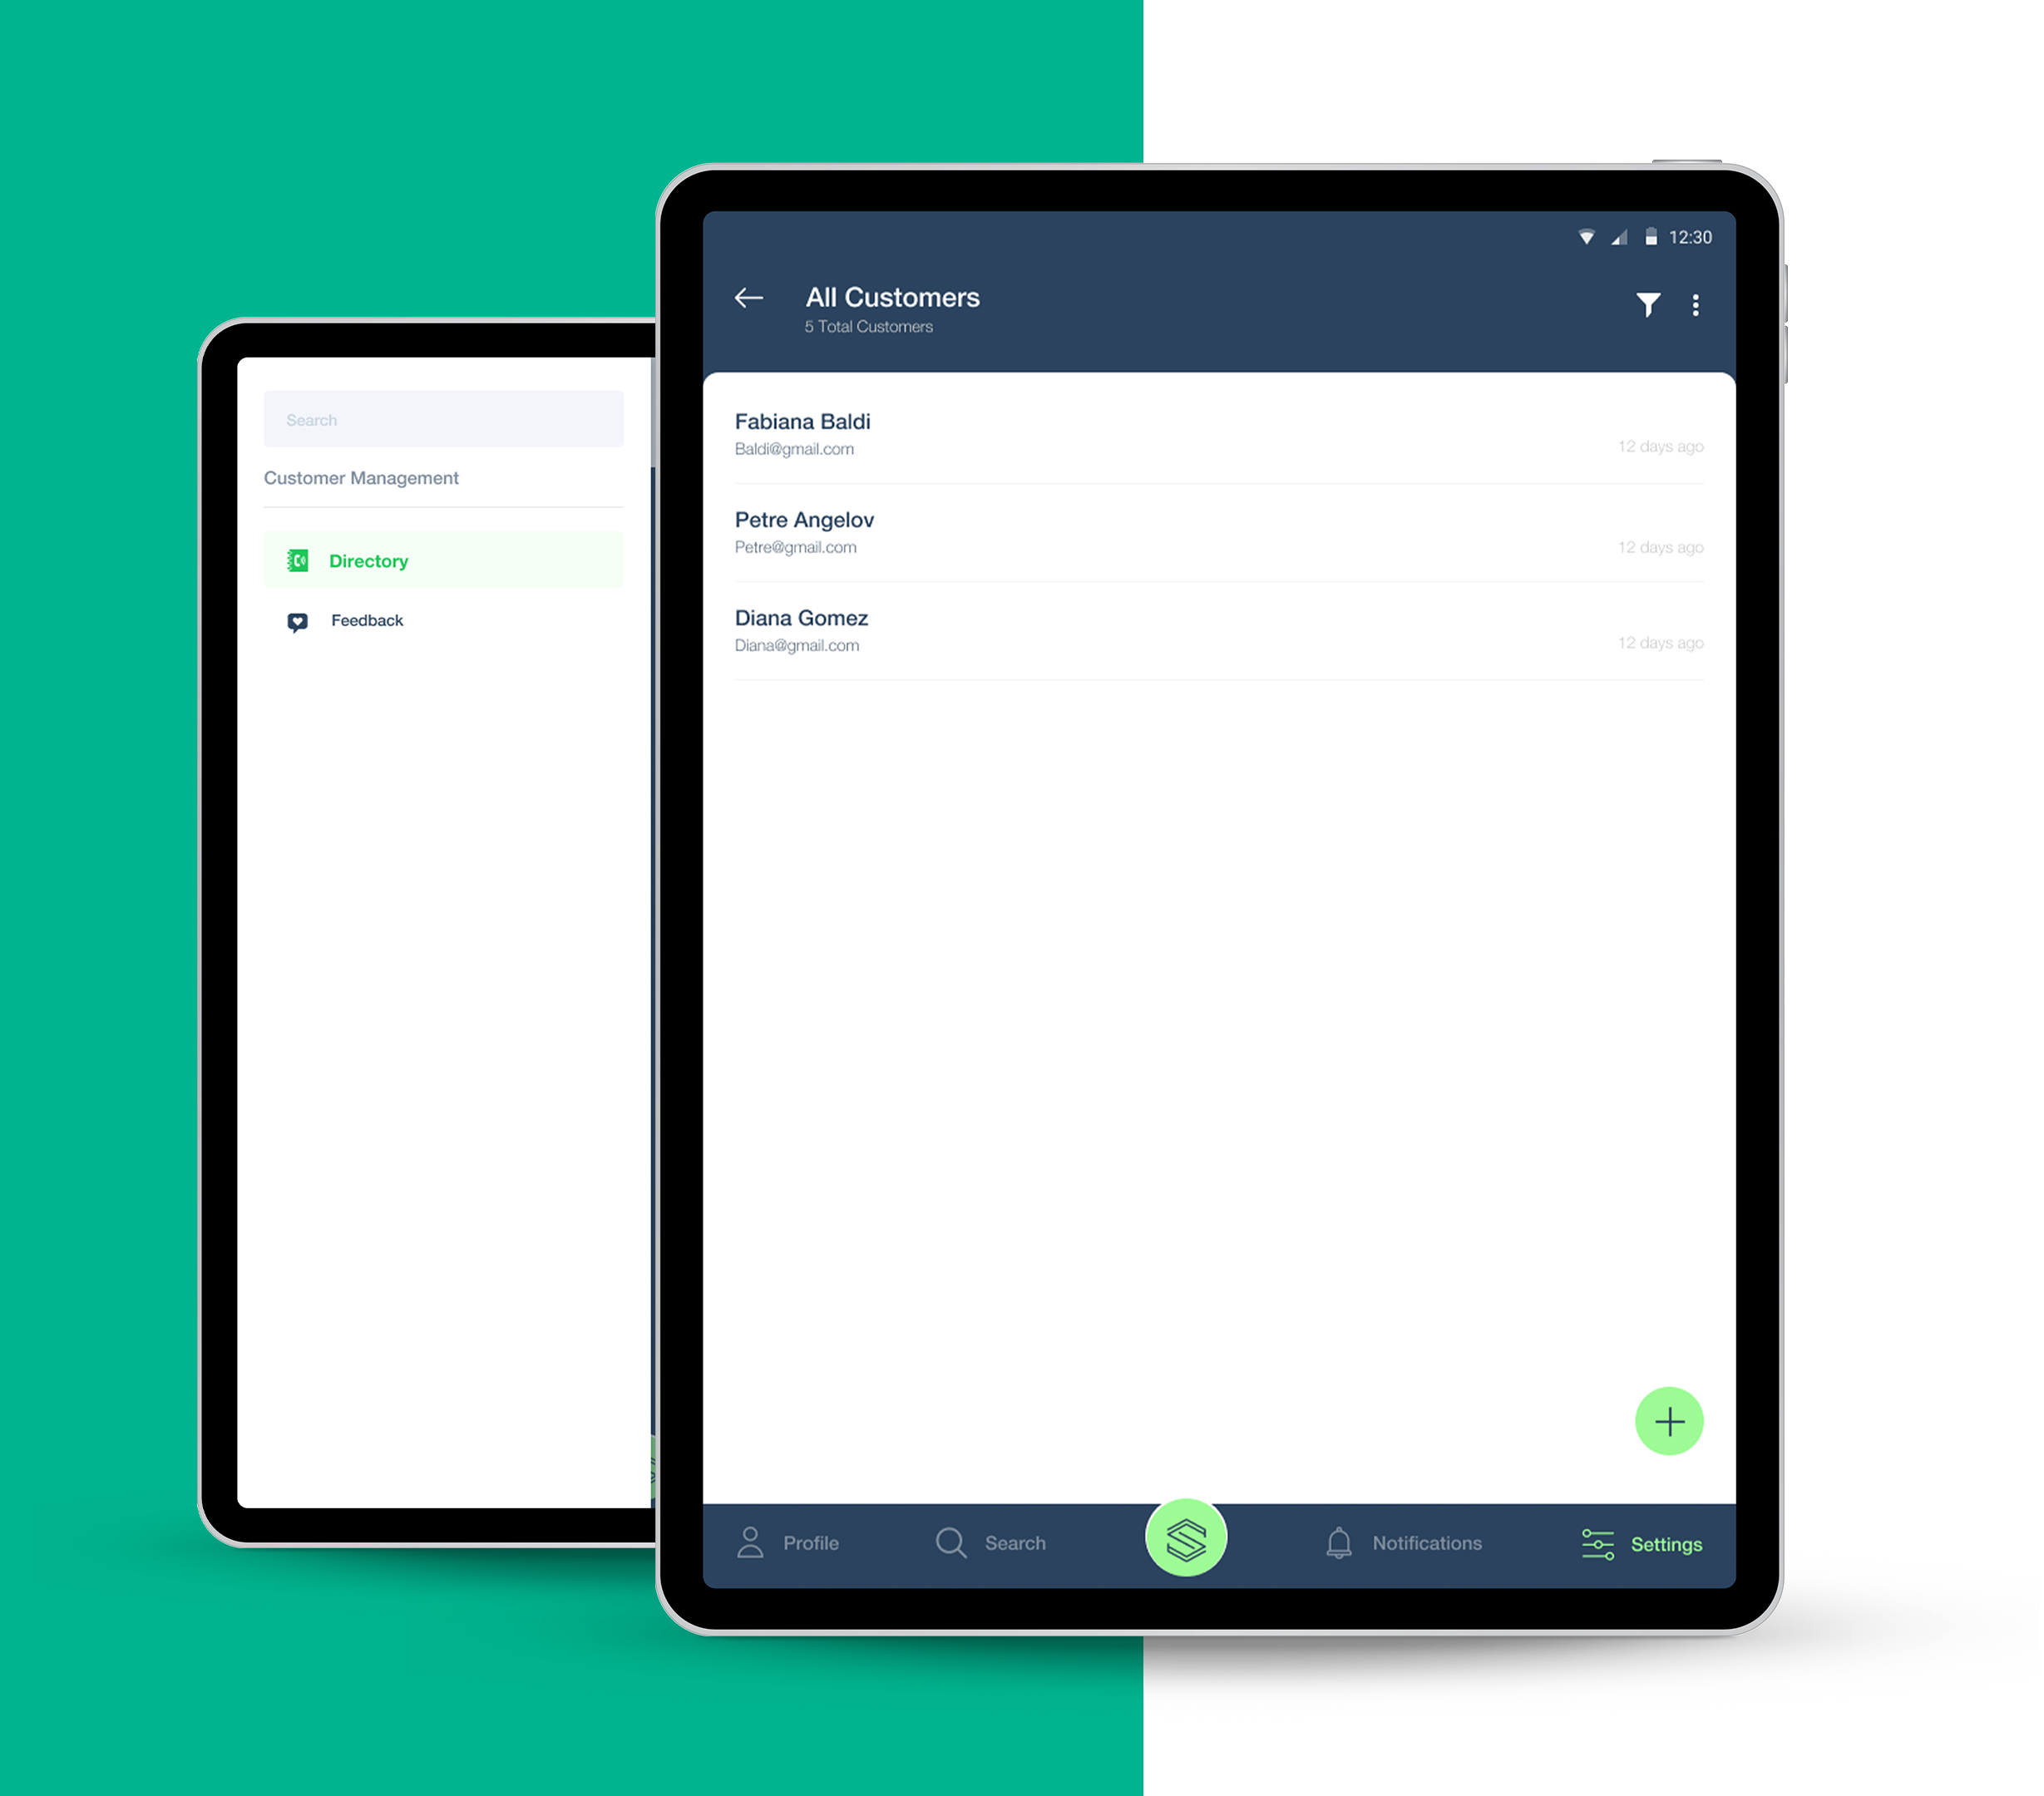 Search
Customer Management
Directory
Feedback
12:30
All Customers
5 Total Customers
Fabiana Baldi
Baldi@gmail.com
12 days ago
Petre Angelov
Petre@gmail.com
12 days ago
Diana Gomez
Diana@gmail.com
12 days ago
Profile
Search
Notifications
Settings